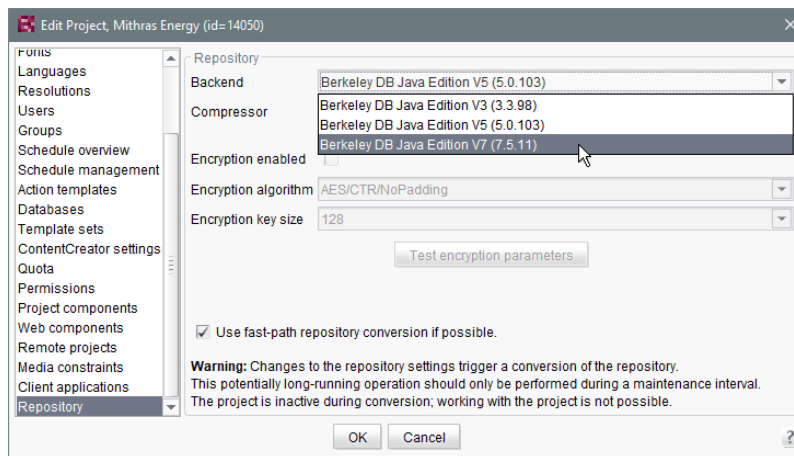 Edit Project, Mithras Energy (id=14050)
Fonts
Languages
Resolutions
Users
Groups
Schedule overview
Schedule management
Action templates
Databases
Template sets
ContentCreator settings
Quota
Permissions
Project components
Web components
Remote projects
Media constraints
Client applications
Repository
Repository
Backend
Berkeley DB Java Edition V5 (5.0.103)
Berkeley DB Java Edition V3 (3.3.98)
Compressor
Berkeley DB Java Edition V5 (5.0.103)
Berkeley DB Java Edition V7 (7.5.11)
Encryption enabled
Encryption algorithm
AES/CTR/NoPadding
Encryption key size
128
Test encryption parameters
Use fast-path repository conversion if possible.
Warning: Changes to the repository settings trigger a conversion of the repository.
This potentially long-running operation should only be performed during a maintenance interval.
The project is inactive during conversion; working with the project is not possible.
OK
Cancel
?